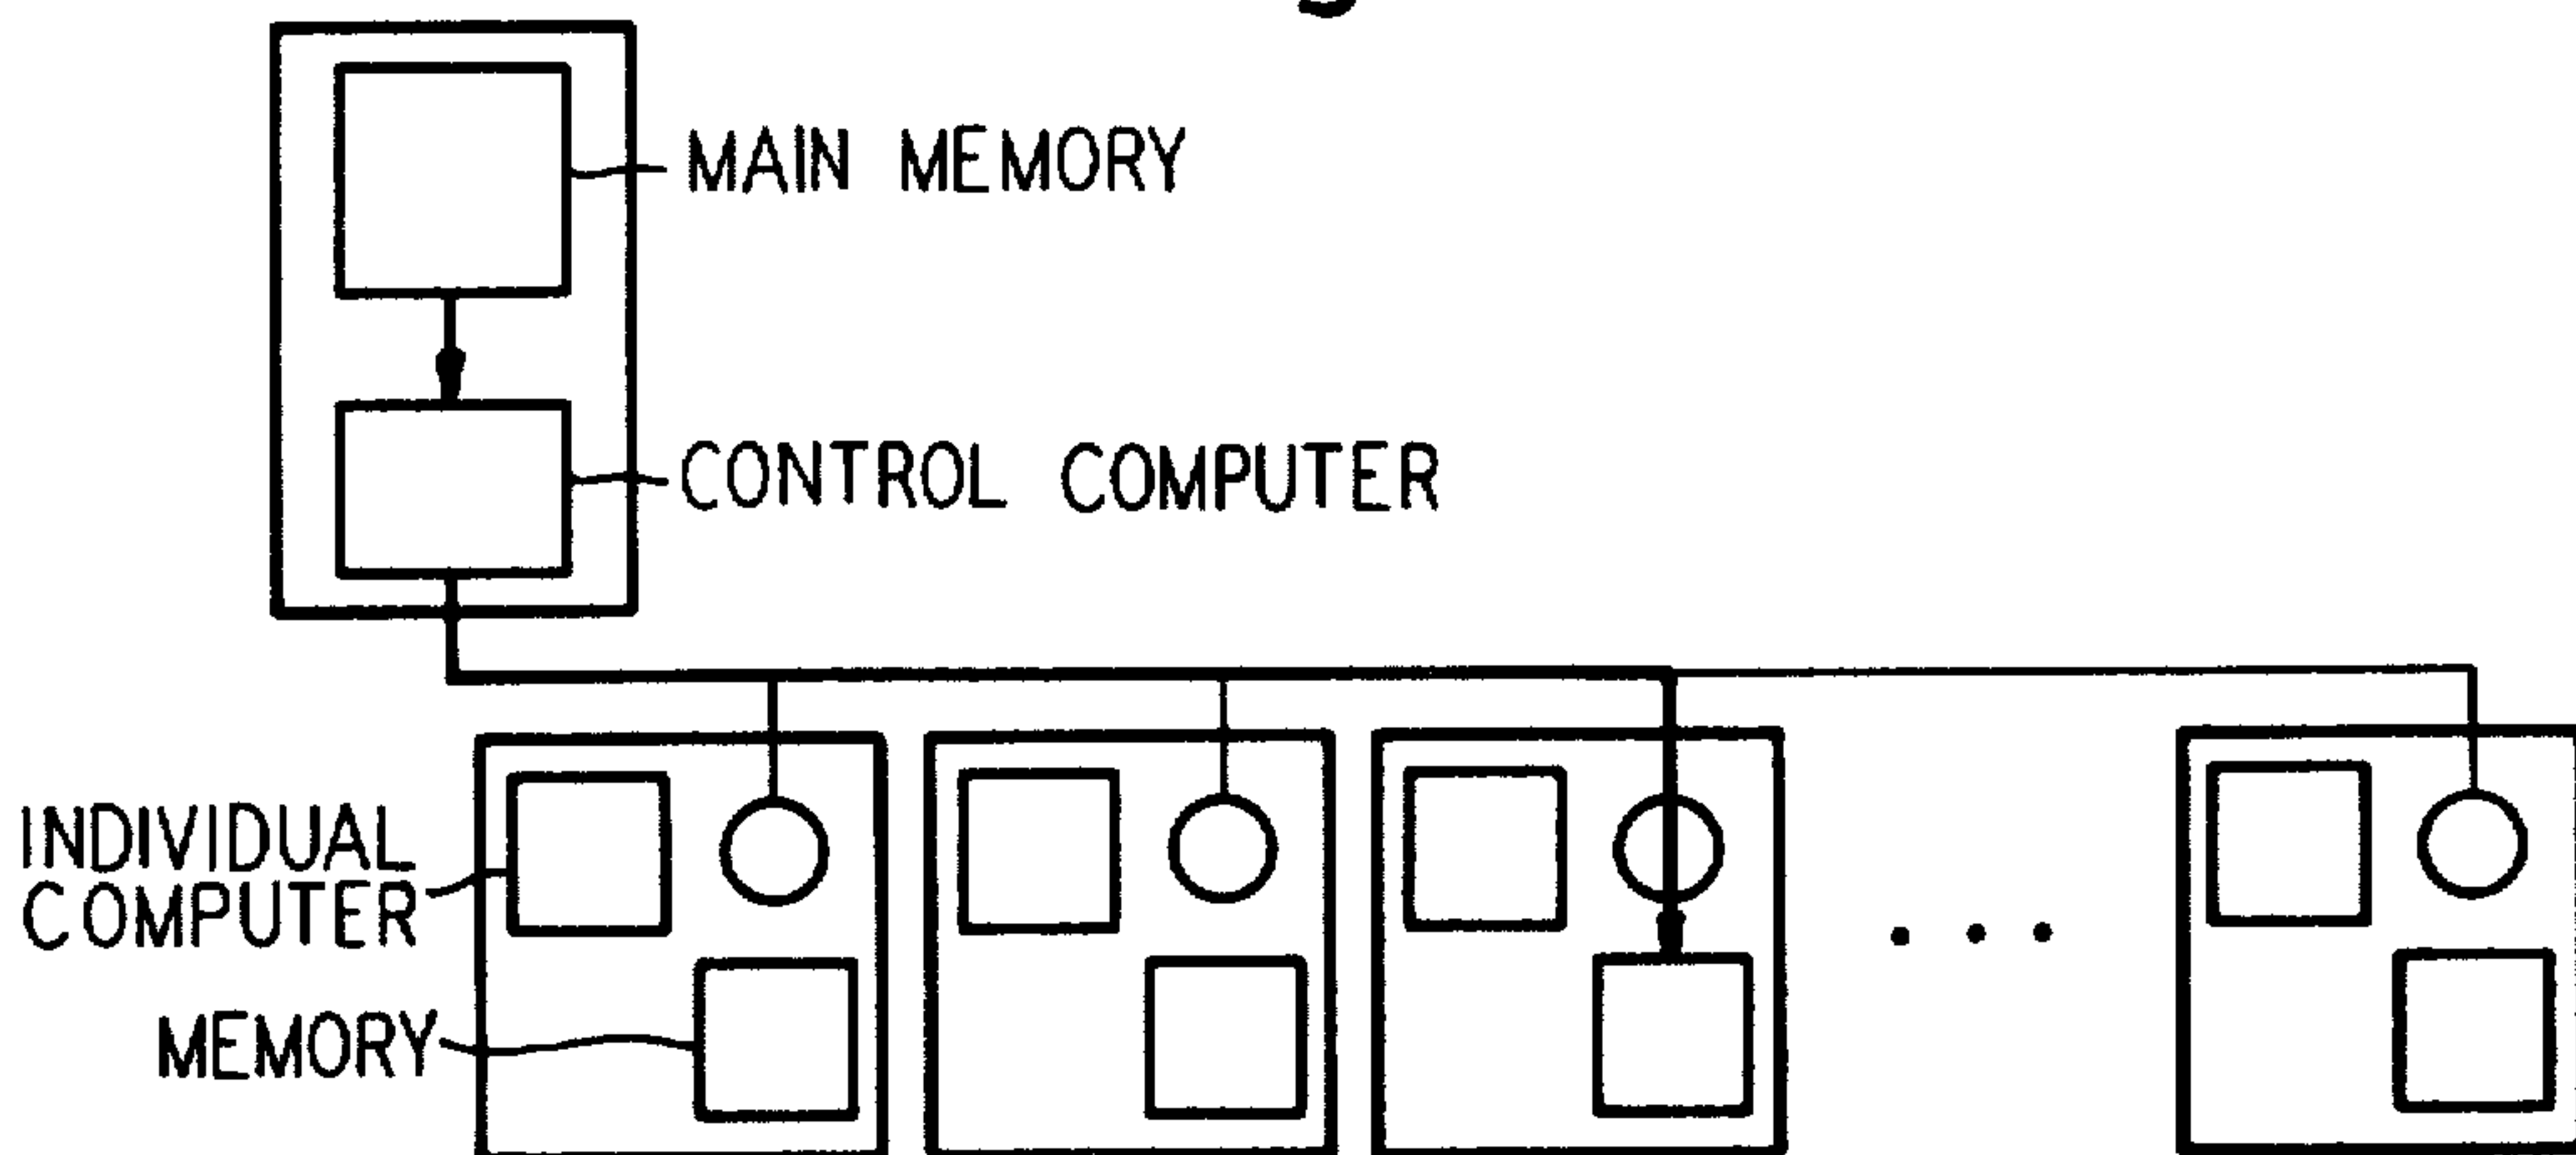 MAIN MEMORY
CONTROL COMPUTER
INDIVIDUAL
COMPUTER
MEMORY